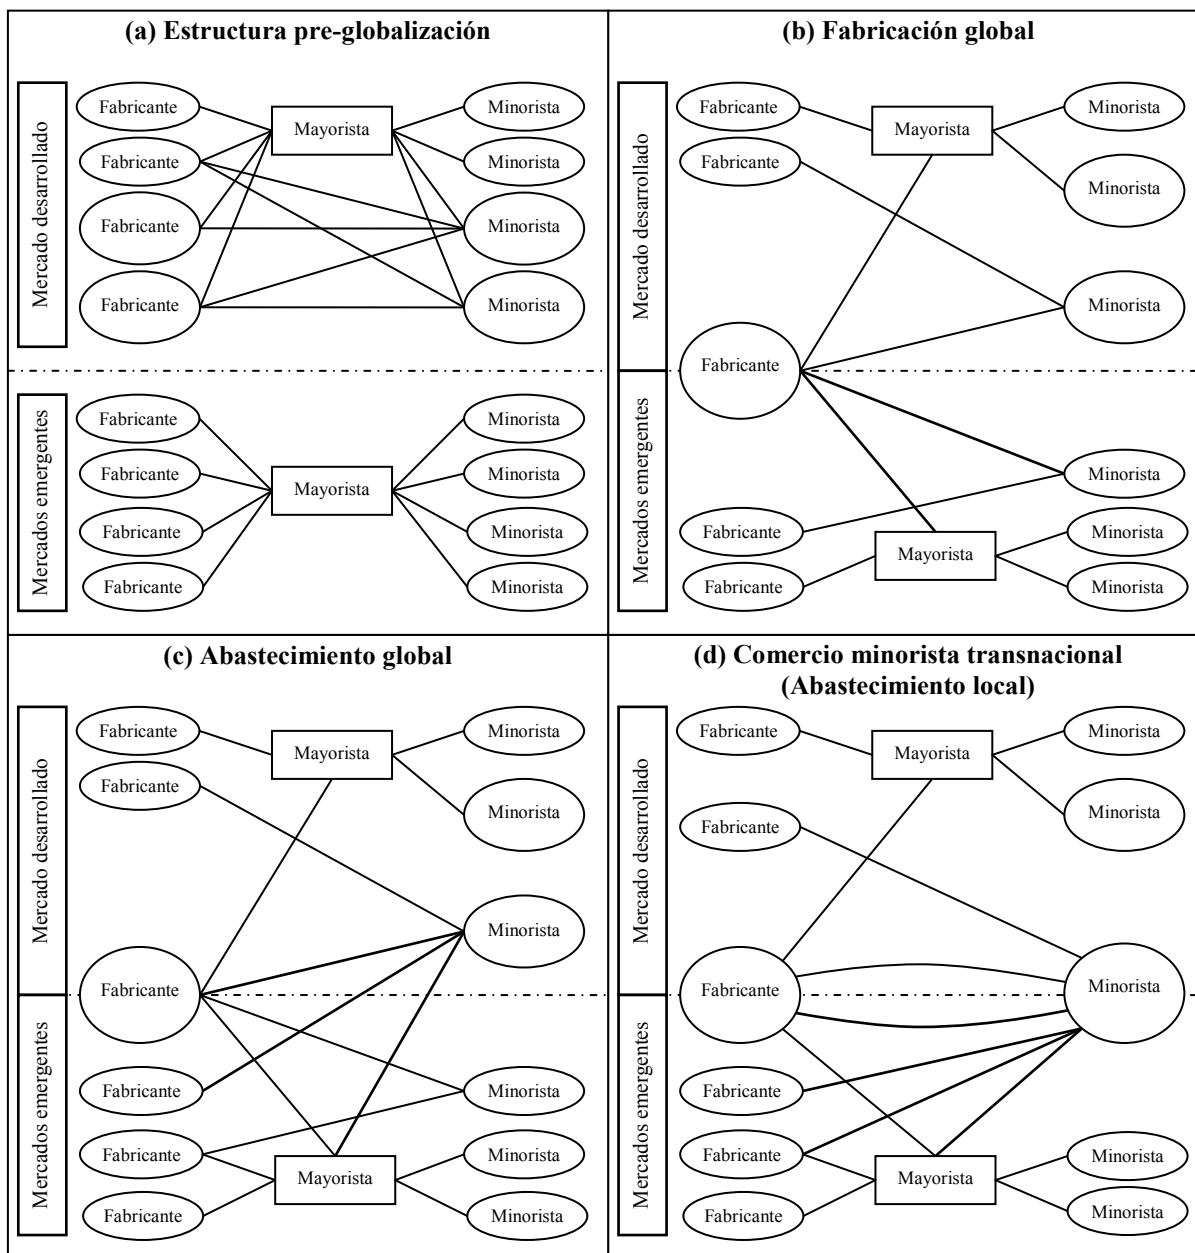 (a) Estructura pre-globalización
Mercado desarrollado
Fabricante
Mayorista
Minorista
Fabricante
Minorista
Fabricante
Minorista
Fabricante
Minorista
Mercados emergentes
Fabricante
Minorista
Fabricante
Mayorista
Minorista
Fabricante
Minorista
Fabricante
Minorista
(b) Fabricación global
Mercado desarrollado
Fabricante
Mayorista
Minorista
Fabricante
Minorista
Minorista
Fabricante
Mercados emergentes
Minorista
Fabricante
Minorista
Mayorista
Fabricante
Minorista
(c) Abastecimiento global
Mercado desarrollado
Fabricante
Mayorista
Minorista
Fabricante
Minorista
Minorista
Fabricante
Mercados emergentes
Fabricante
Minorista
Fabricante
Minorista
Mayorista
Fabricante
Minorista
(d) Comercio minorista transnacional
(Abastecimiento local)
Mercado desarrollado
Fabricante
Mayorista
Minorista
Fabricante
Minorista
Fabricante
Minorista
Mercados emergentes
Fabricante
Fabricante
Minorista
Mayorista
Fabricante
Minorista